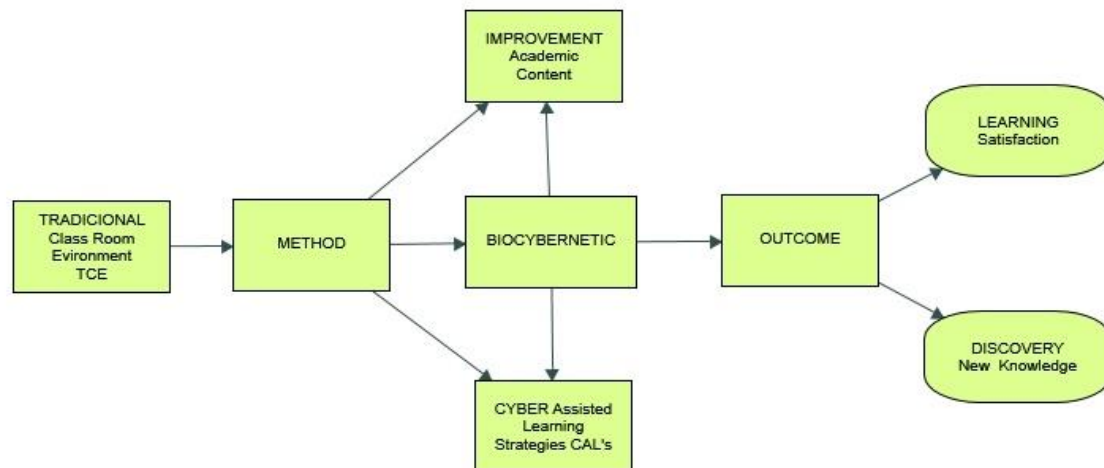 IMPROVEMENT
Academic
Content
LEARNING
Satisfaction
TRADICIONAL
Class Room
Evironment
TCE
METHOD
BIOCYBERNETIC
OUTCOME
DISCOVERY
New Knowledge
CYBER Assisted
Learning
Strategies CAL's